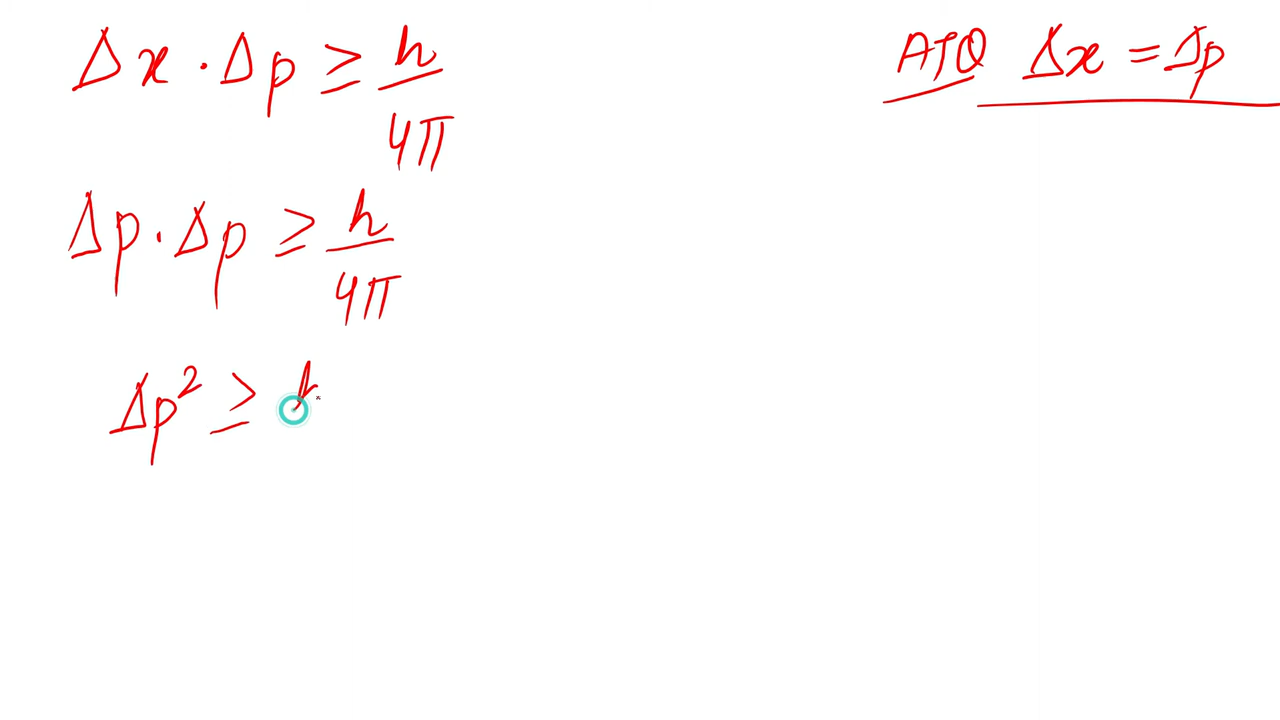 Δx · Δp ≥ h/4π
ATQ Δx = Δp
Δp · Δp ≥ h/4π
Δp² ≥ h